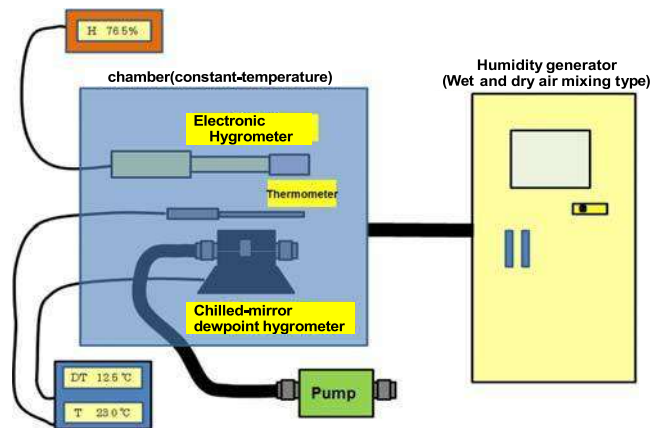 H 76.5%
chamber(constant-temperature)
Humidity generator
(Wet and dry air mixing type)
Electronic
Hygrometer
Thermometer
Chilled-mirror
dewpoint hygrometer
DT 12.5℃
T 23.0℃
Pump